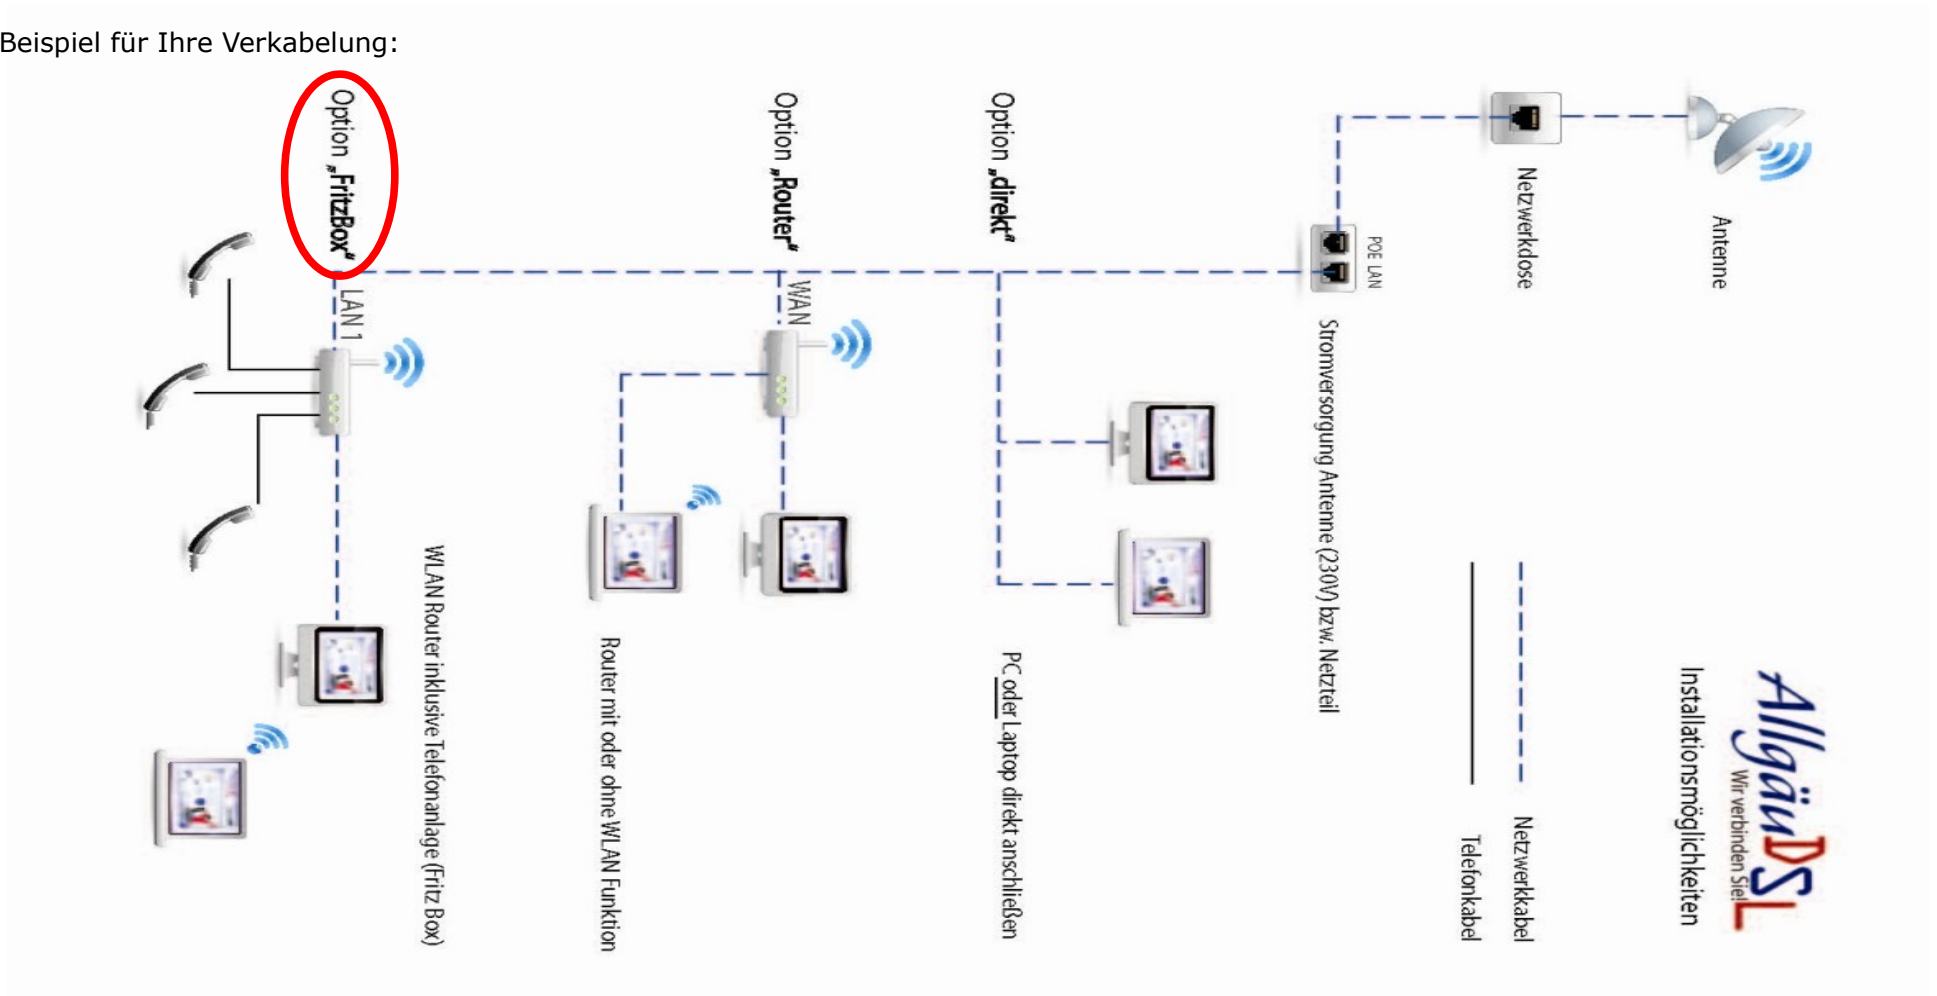 Beispiel für Ihre Verkabelung:
AllgäuDSL
Wir verbinden Sie!
Installationsmöglichkeiten
Netzwerkkabel
Telefonkabel
Antenne
Netzwerkdose
POE LAN
Stromversorgung Antenne (230V) bzw. Netzteil
Option „direkt“
PC oder Laptop direkt anschließen
Option „Router“
WAN
Router mit oder ohne WLAN Funktion
Option „FritzBox“
LAN 1
WLAN Router inklusive Telefonanlage (Fritz Box)